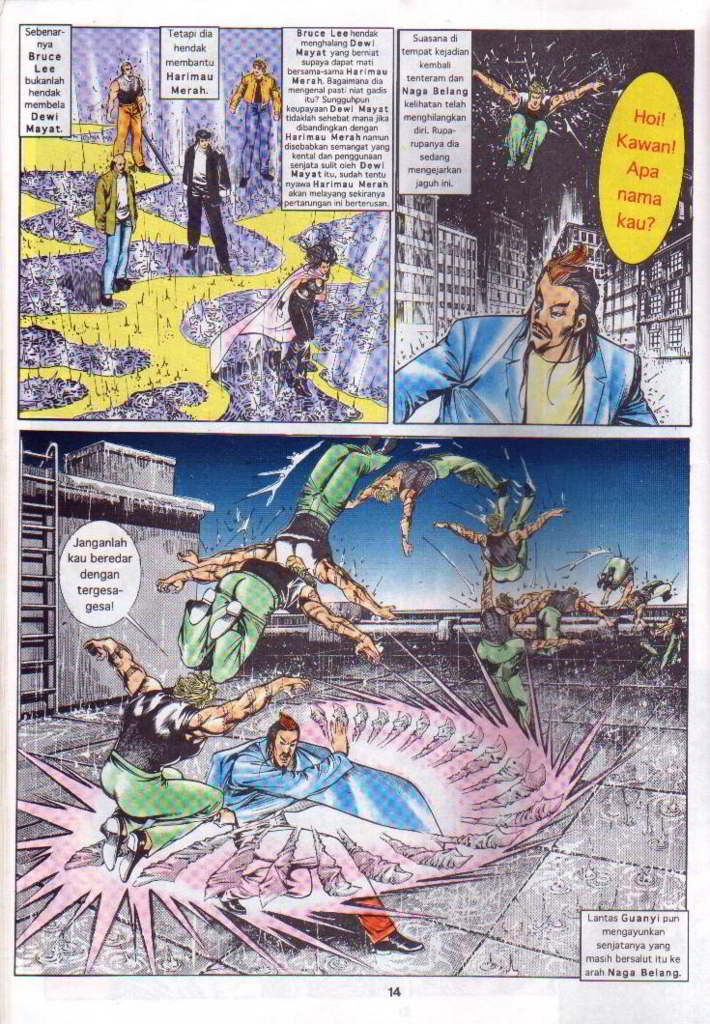 Sebenar-
nya
Bruce
Lee
bukanlah
hendak
membela
Dewi
Mayat.
Tetapi dia
hendak
membantu
Harimau
Merah.
Bruce Lee hendak
menghalang Dewi
Mayat yang berniat
supaya dapat mati
bersama-sama Harimau
Merah. Bagaimana dia
mengenal pasti niat gadis
itu? Sungguhpun
keupayaan Dewi Mayat
tidaklah sehebat mana jika
dibandingkan dengan
Harimau Merah namun
disebabkan semangat yang
kental dan penggunaan
senjata sulit oleh Dewi
Mayat itu, sudah tentu
nyawa Harimau Merah
akan melayang sekiranya
pertarungan ini berterusan.
Suasana di
tempat kejadian
kembali
tenteram dan
Naga Belang
kelihatan telah
menghilangkan
diri. Rupa-
rupanya dia
sedang
mengejarkan
jaguh ini.
Hoi!
Kawan!
Apa
nama
kau?
Janganlah
kau beredar
dengan
tergesa-
gesa!
Lantas Guanyi pun
mengayunkan
senjatanya yang
masih bersalut itu ke
arah Naga Belang.
14